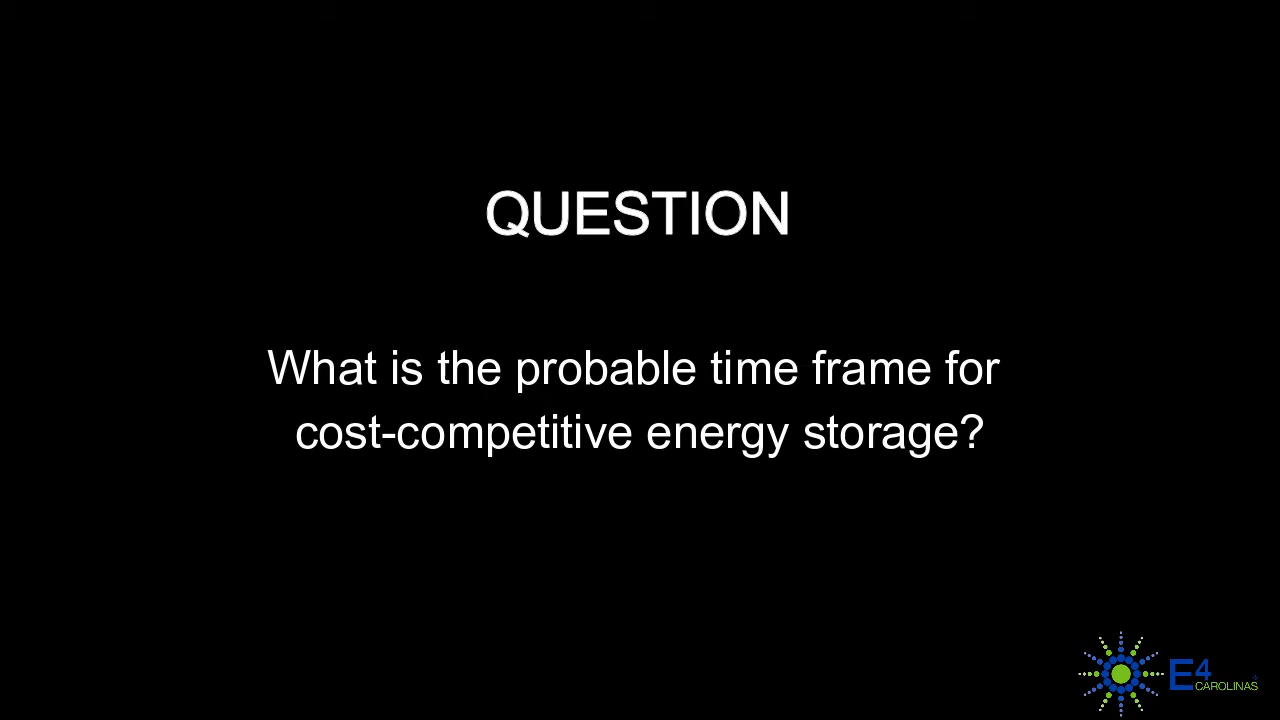 QUESTION
What is the probable time frame for
cost-competitive energy storage?
E4
CAROLINAS